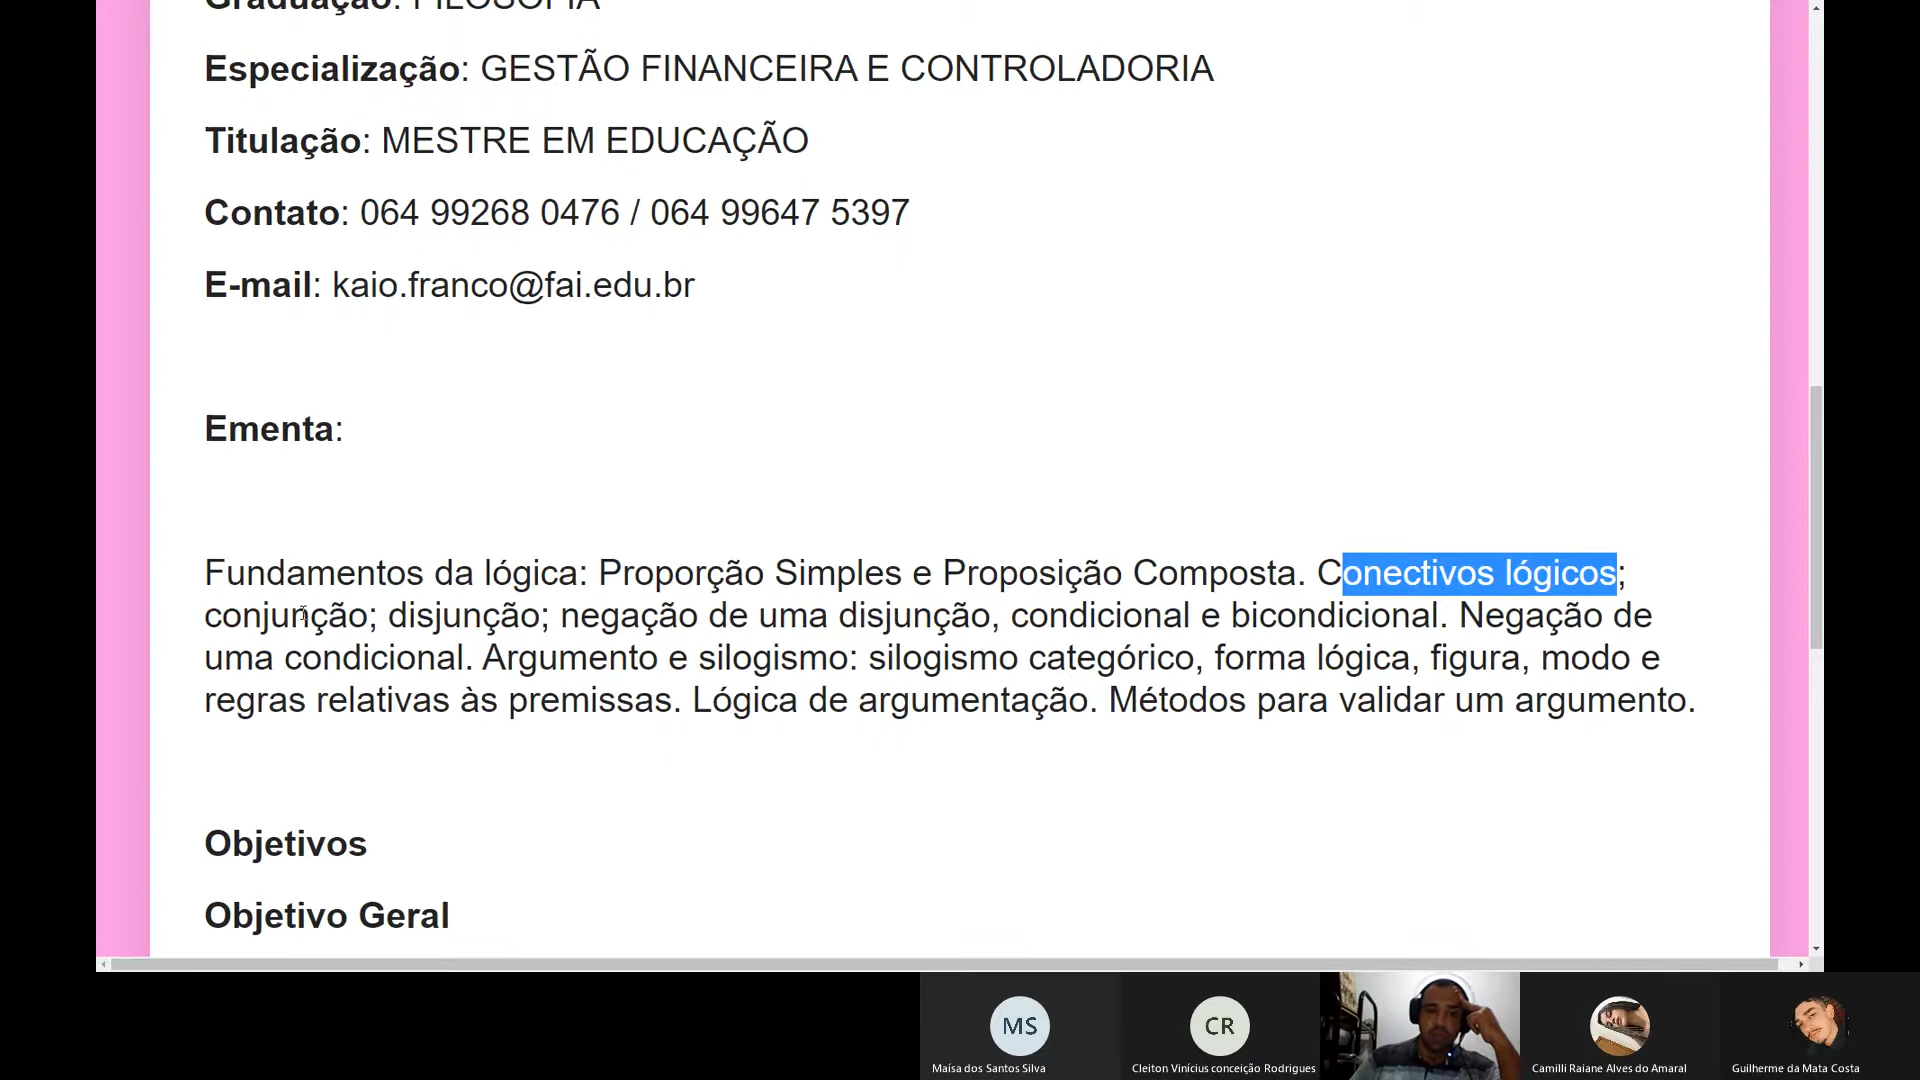 Graduação: FILOSOFIA
Especialização: GESTÃO FINANCEIRA E CONTROLADORIA
Titulação: MESTRE EM EDUCAÇÃO
Contato: 064 99268 0476 / 064 99647 5397
E-mail: kaio.franco@fai.edu.br
Ementa:
Fundamentos da lógica: Proporção Simples e Proposição Composta. Conectivos lógicos;
conjunção; disjunção; negação de uma disjunção, condicional e bicondicional. Negação de
uma condicional. Argumento e silogismo: silogismo categórico, forma lógica, figura, modo e
regras relativas às premissas. Lógica de argumentação. Métodos para validar um argumento.
Objetivos
Objetivo Geral
MS
CR
Maísa dos Santos Silva
Cleiton Vinícius conceição Rodrigues
Camilli Raiane Alves do Amaral
Guilherme da Mata Costa